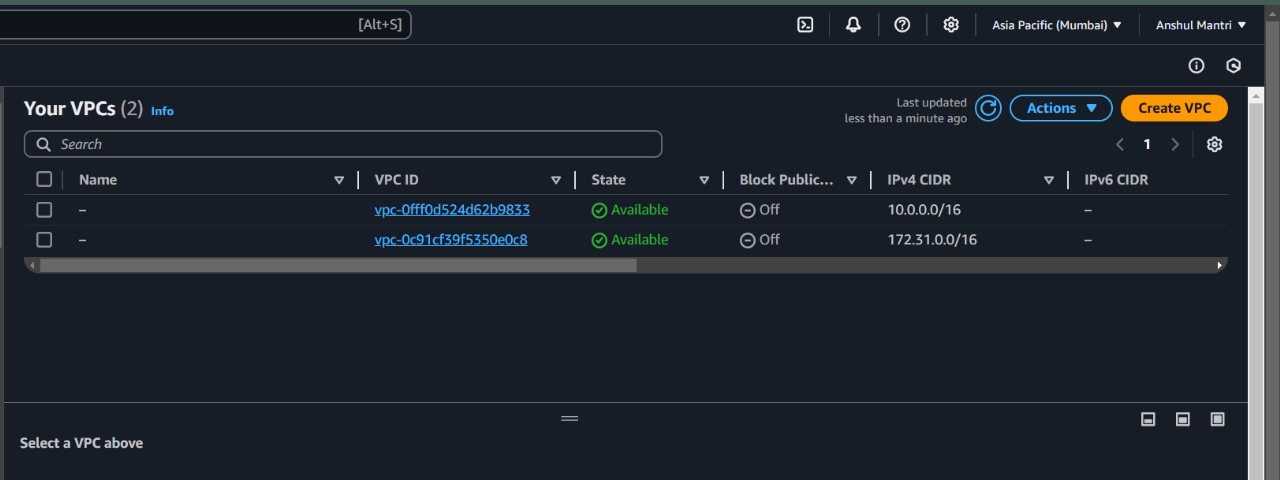 [Alt+S]
Asia Pacific (Mumbai)
Anshul Mantri
Your VPCs (2) Info
Last updated
less than a minute ago
Actions
Create VPC
Search
1
Name VPC ID State Block Public... IPv4 CIDR IPv6 CIDR
– vpc-0fff0d524d62b9833 Available Off 10.0.0.0/16 –
– vpc-0c91cf39f5350e0c8 Available Off 172.31.0.0/16 –
Select a VPC above